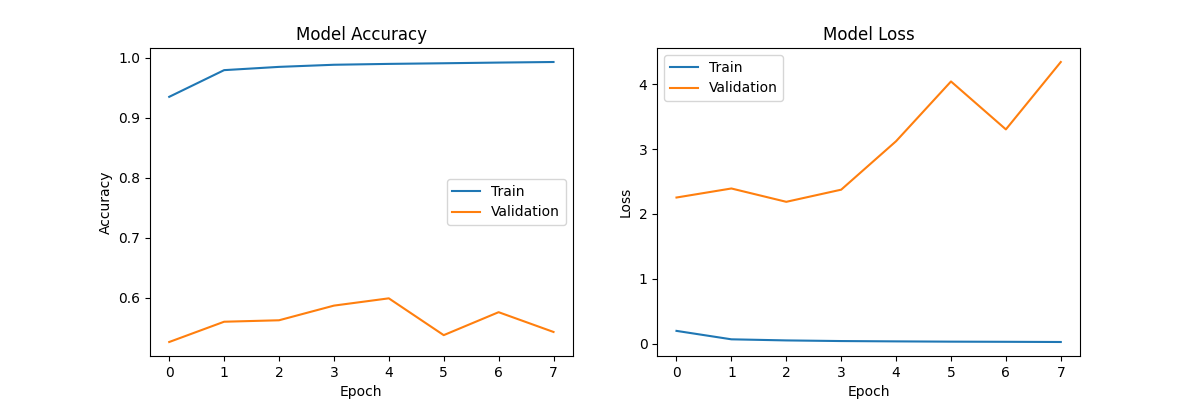 Model Accuracy
1.0
0.9
0.8
0.7
0.6
Accuracy
Train
Validation
0 1 2 3 4 5 6 7
Epoch
Model Loss
Train
Validation
4
3
2
1
0
Loss
0 1 2 3 4 5 6 7
Epoch